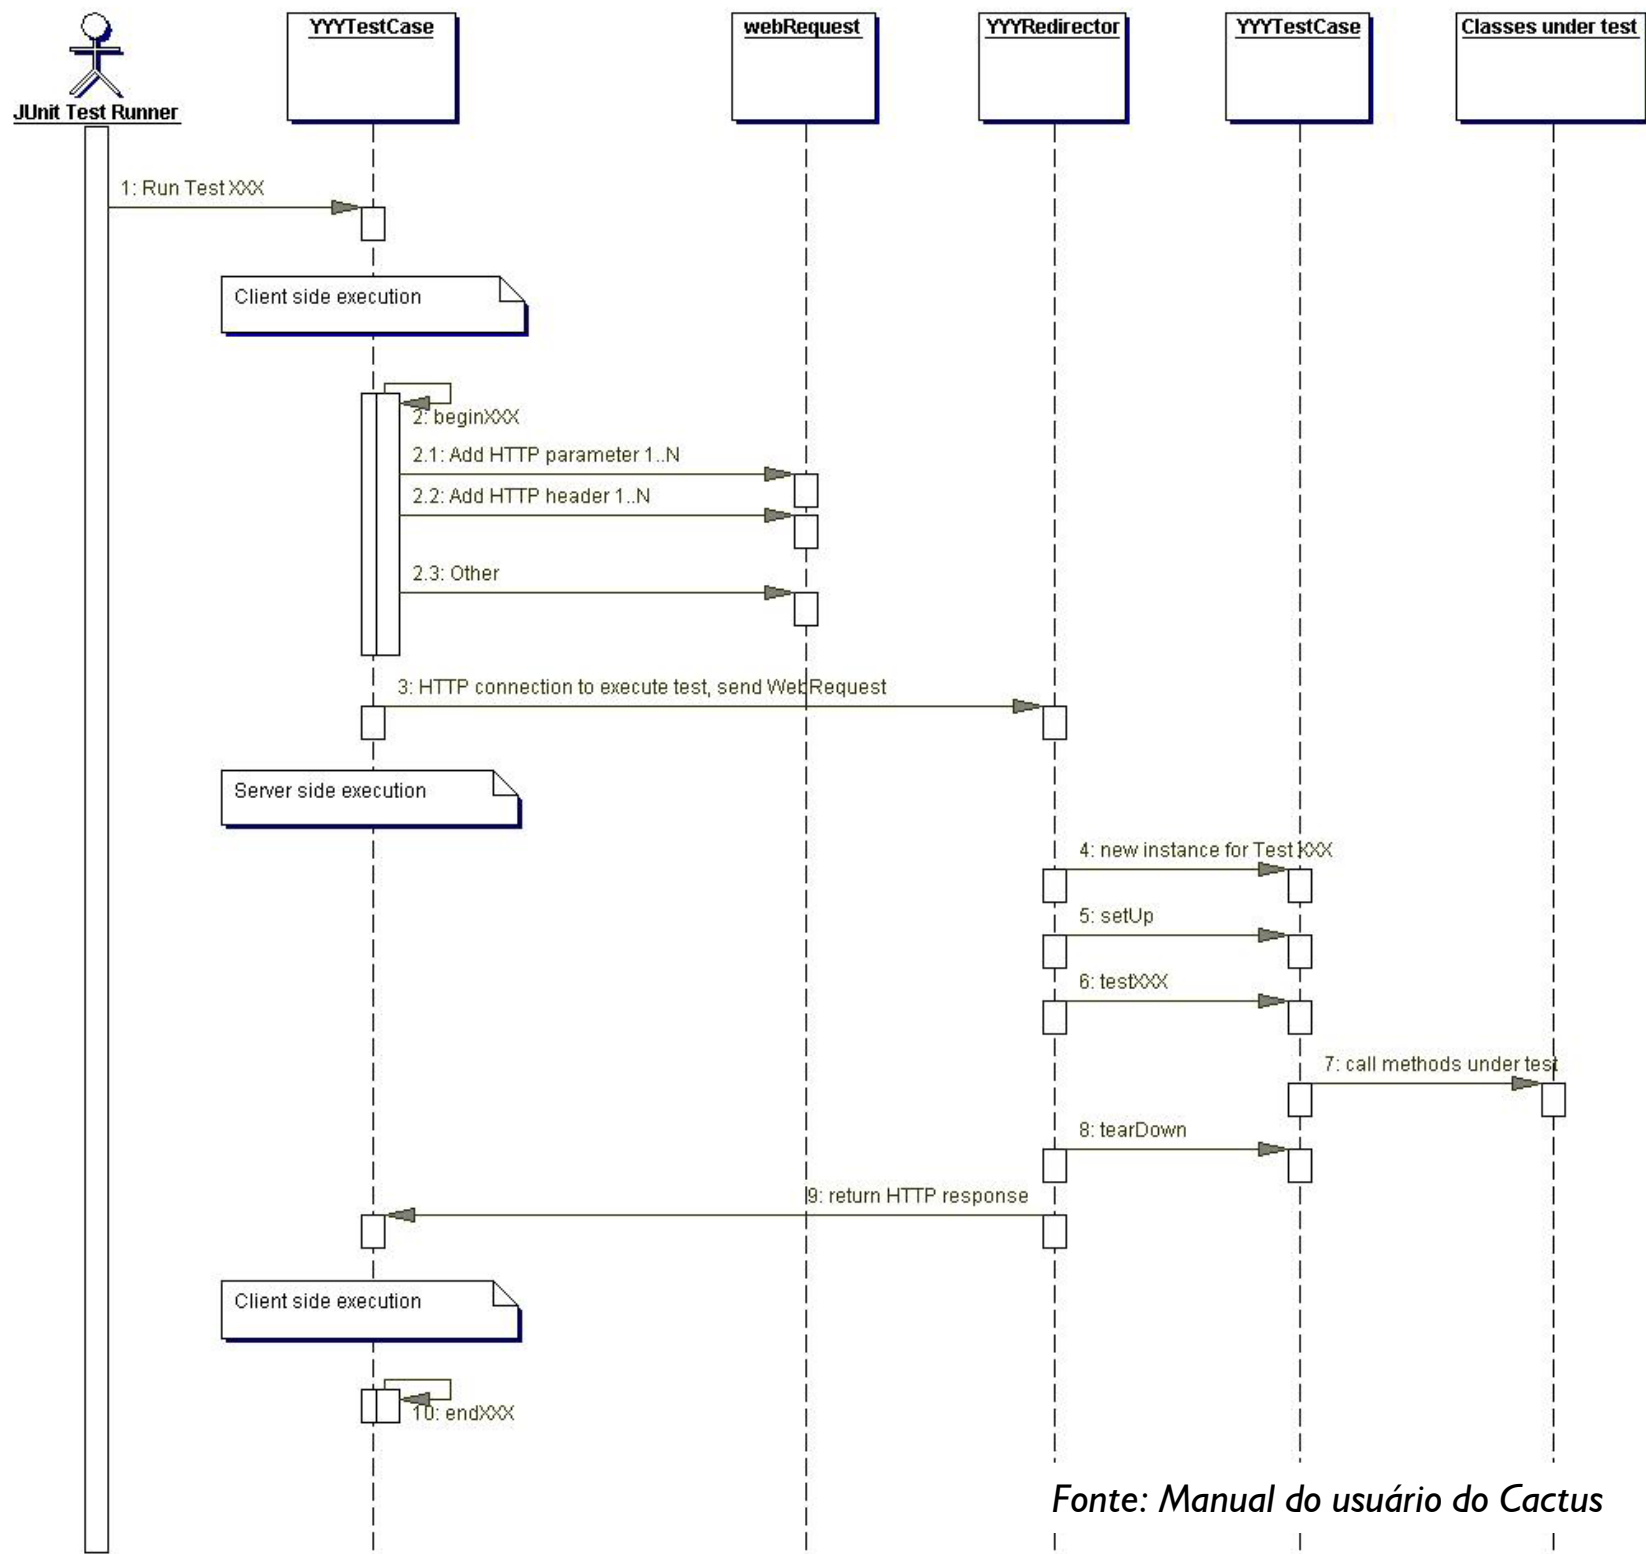 YYYTestCase
webRequest
YYYRedirector
YYYTestCase
Classes under test
JUnit Test Runner
1: Run Test XXX
Client side execution
2: beginXXX
2.1: Add HTTP parameter 1..N
2.2: Add HTTP header 1..N
2.3: Other
3: HTTP connection to execute test, send WebRequest
Server side execution
4: new instance for Test XXX
5: setUp
6: testXXX
7: call methods under test
8: tearDown
9: return HTTP response
Client side execution
10: endXXX
Fonte: Manual do usuário do Cactus